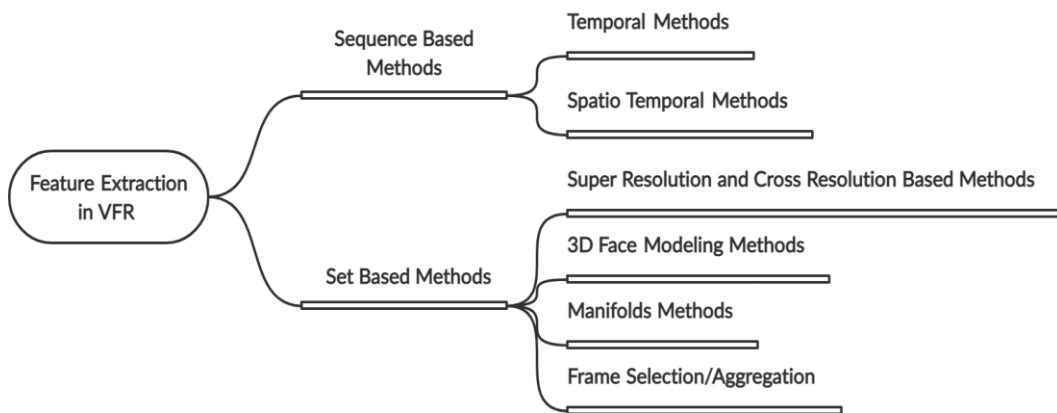 Feature Extraction
in VFR
Sequence Based
Methods
Temporal Methods
Spatio Temporal Methods
Set Based Methods
Super Resolution and Cross Resolution Based Methods
3D Face Modeling Methods
Manifolds Methods
Frame Selection/Aggregation